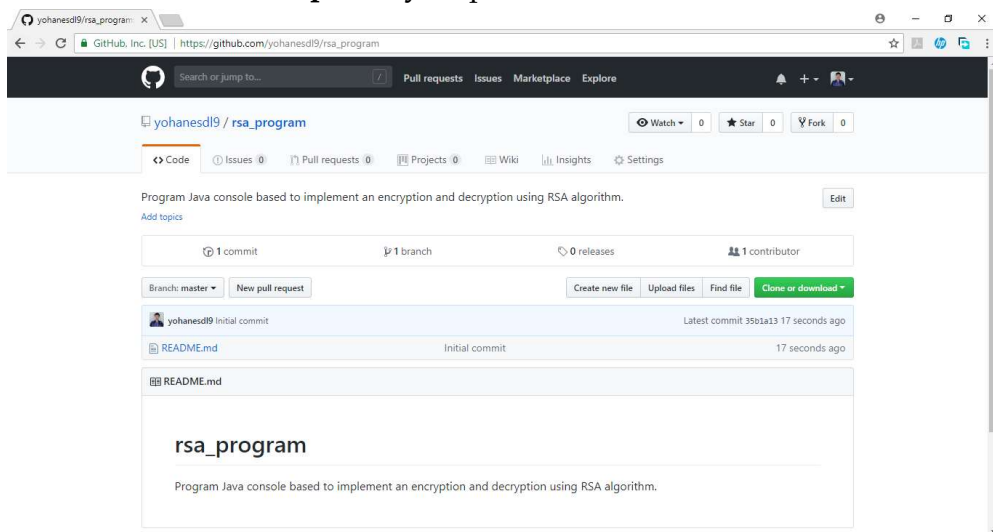 yohanesdl9/rsa_program
GitHub, Inc. [US] | https://github.com/yohanesdl9/rsa_program
Search or jump to... / Pull requests Issues Marketplace Explore
yohanesdl9 / rsa_program Watch 0 Star 0 Fork 0
Code Issues 0 Pull requests 0 Projects 0 Wiki Insights Settings
Program Java console based to implement an encryption and decryption using RSA algorithm. Edit
Add topics
1 commit 1 branch 0 releases 1 contributor
Branch: master New pull request Create new file Upload files Find file Clone or download
yohanesdl9 Initial commit Latest commit 35b1a13 17 seconds ago
README.md Initial commit 17 seconds ago
README.md
rsa_program
Program Java console based to implement an encryption and decryption using RSA algorithm.